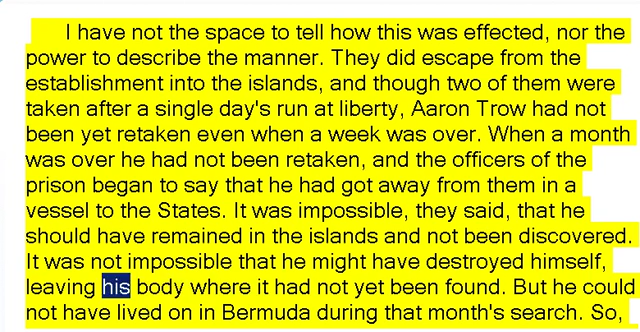 I have not the space to tell how this was effected, nor the
power to describe the manner. They did escape from the
establishment into the islands, and though two of them were
taken after a single day's run at liberty, Aaron Trow had not
been yet retaken even when a week was over. When a month
was over he had not been retaken, and the officers of the
prison began to say that he had got away from them in a
vessel to the States. It was impossible, they said, that he
should have remained in the islands and not been discovered.
It was not impossible that he might have destroyed himself,
leaving his body where it had not yet been found. But he could
not have lived on in Bermuda during that month's search. So,